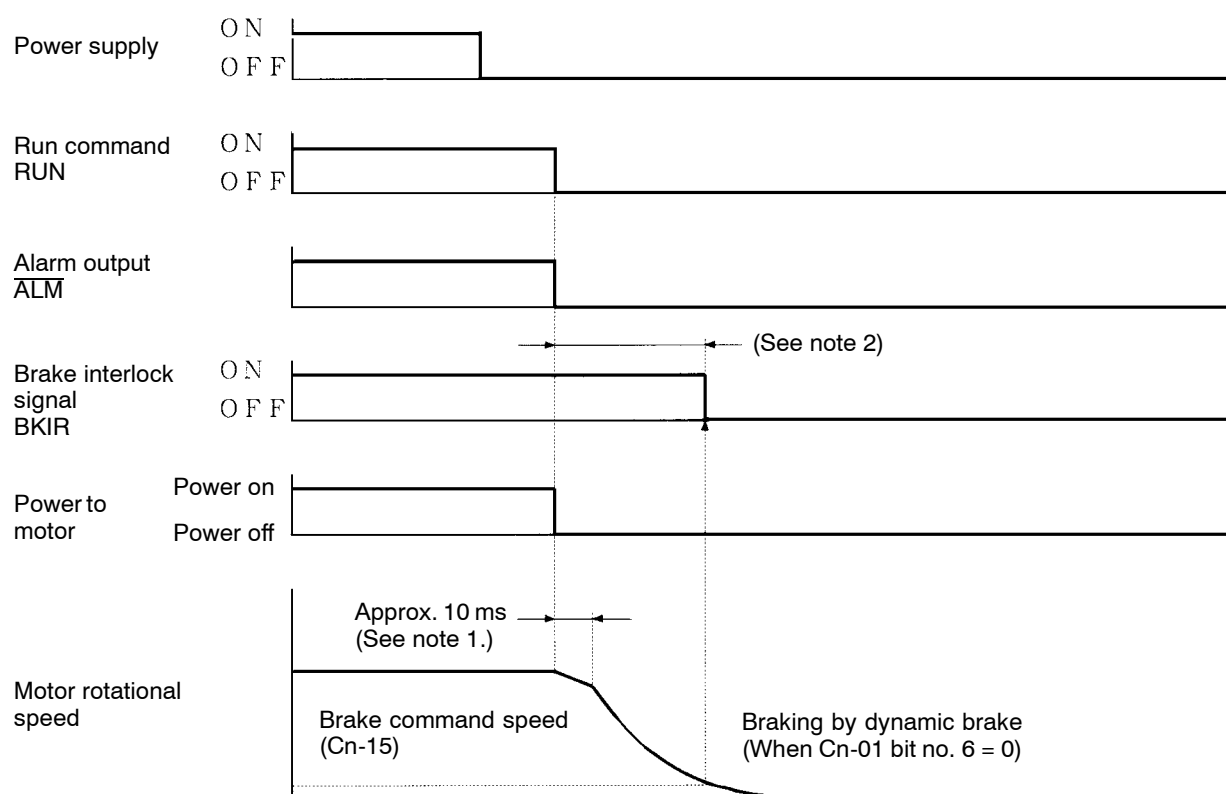 Power supply
ON
OFF
Run command
RUN
ON
OFF
Alarm output
ALM
(See note 2)
Brake interlock
signal
BKIR
ON
OFF
Power to
motor
Power on
Power off
Approx. 10 ms
(See note 1.)
Motor rotational
speed
Brake command speed
(Cn-15)
Braking by dynamic brake
(When Cn-01 bit no. 6 = 0)